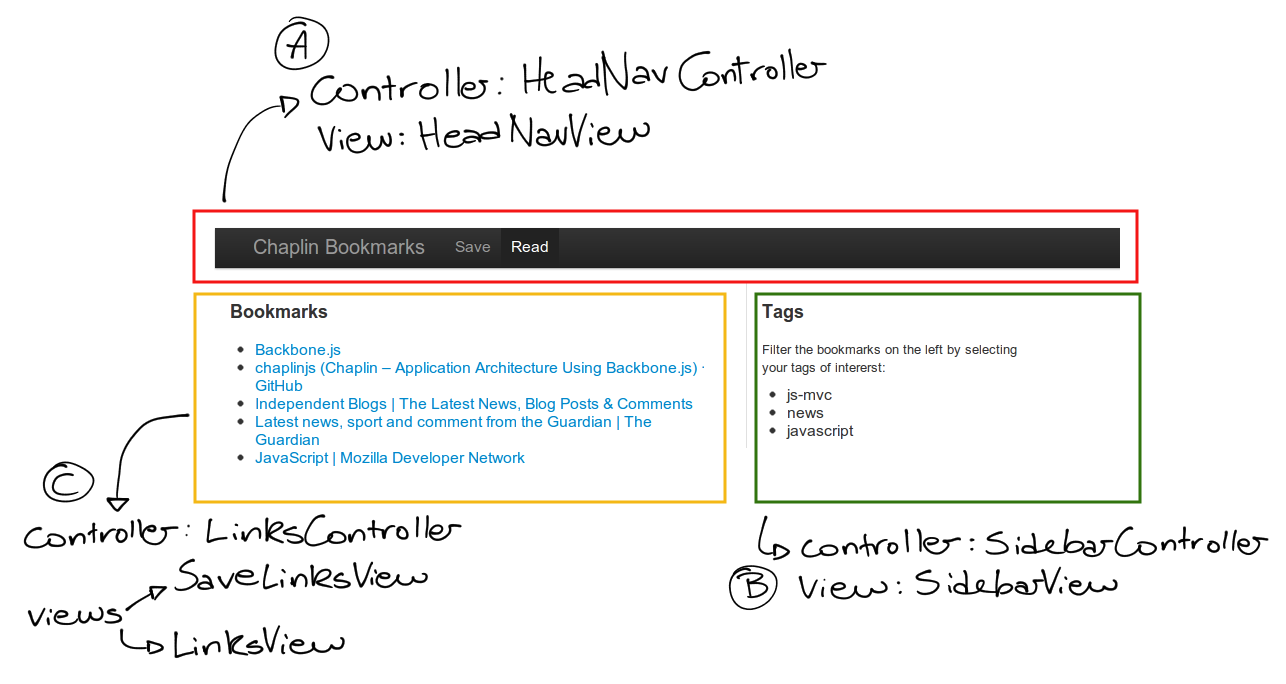 A
Controller: HeadNavController
View: HeadNavView
Chaplin Bookmarks Save Read
Bookmarks
Backbone.js
chaplinjs (Chaplin – Application Architecture Using Backbone.js) ·
GitHub
Independent Blogs | The Latest News, Blog Posts & Comments
Latest news, sport and comment from the Guardian | The
Guardian
JavaScript | Mozilla Developer Network
Tags
Filter the bookmarks on the left by selecting
your tags of intererst:
js-mvc
news
javascript
C
Controller: LinksController
Views
SaveLinksView
LinksView
controller: SidebarController
B
View: SidebarView